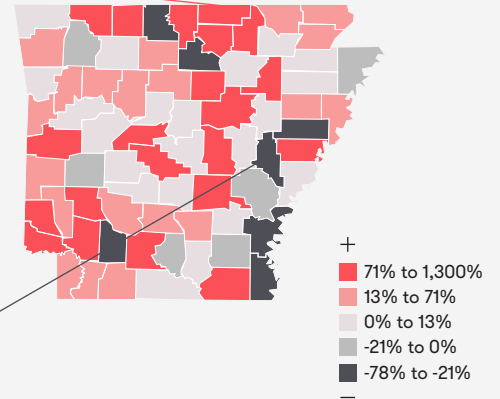 +
71% to 1,300%
13% to 71%
0% to 13%
-21% to 0%
-78% to -21%
–